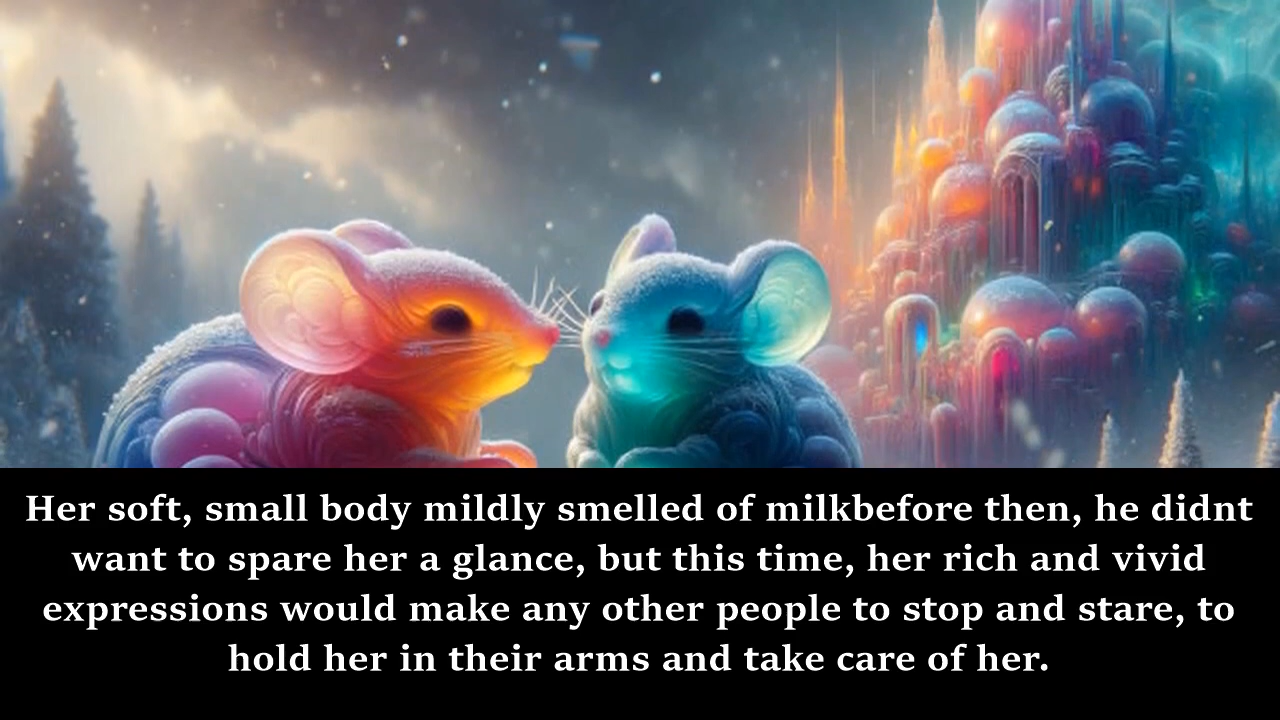 Her soft, small body mildly smelled of milkbefore then, he didnt
want to spare her a glance, but this time, her rich and vivid
expressions would make any other people to stop and stare, to
hold her in their arms and take care of her.